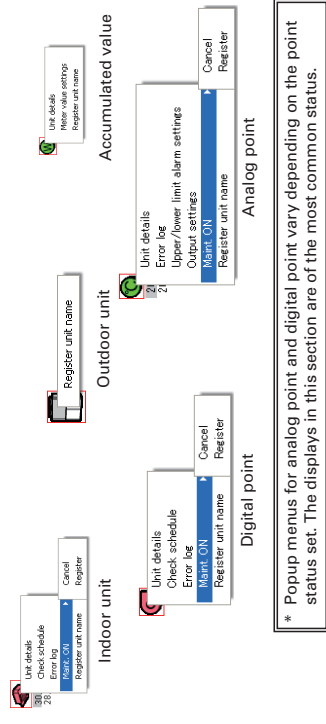 30.
28.
Unit details
Check schedule
Error log
Maint. ON
Register unit name
Cancel
Register
Indoor unit
Register unit name
Outdoor unit
W
Unit details
Meter value settings
Register unit name
Accumulated value
Unit details
Check schedule
Error log
Maint. ON
Register unit name
Cancel
Register
Digital point
℃
Unit details
Error log
Upper/lower limit alarm settings
Output settings
Maint. ON
Register unit name
Cancel
Register
Analog point
* Popup menus for analog point and digital point vary depending on the point
status set. The displays in this section are of the most common status.